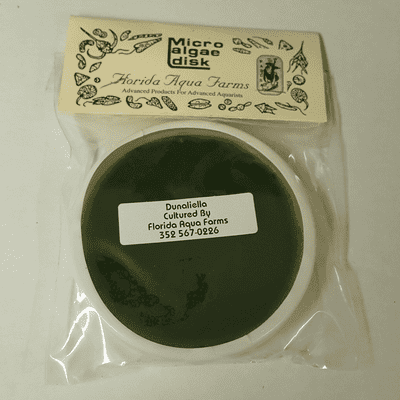 Micro
algae
disk
Florida Aqua Farms
Advanced Products For Advanced Aquarists
Dunaliella
Cultured By
Florida Aqua Farms
352 567-0226